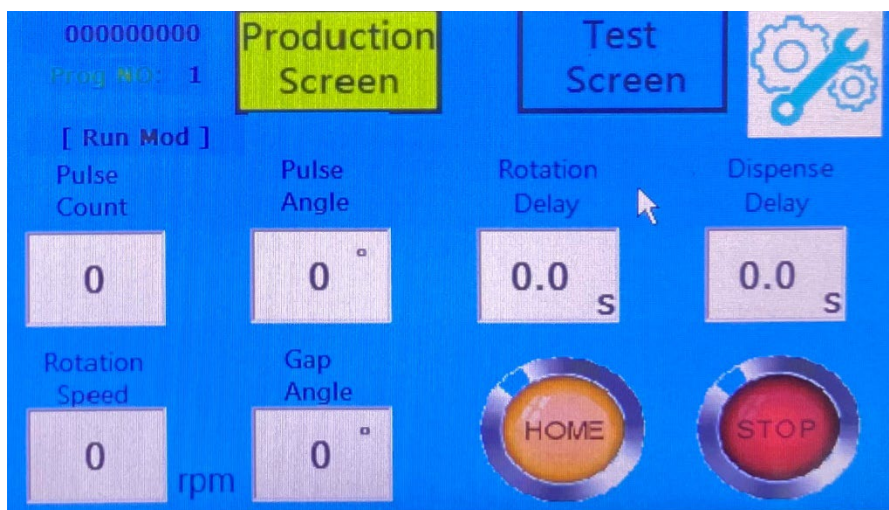 000000000
Production
Screen
Test
Screen
Prog NO: 1
[ Run Mod ]
Pulse
Count
Pulse
Angle
Rotation
Delay
Dispense
Delay
0
0 °
0.0 s
0.0 s
Rotation
Speed
Gap
Angle
0 rpm
0 °
HOME
STOP